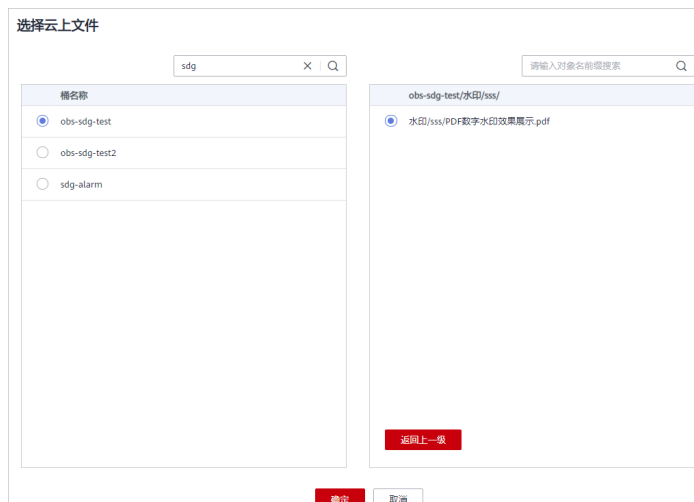 选择云上文件
sdg
请输入对象名前缀搜索
桶名称
obs-sdg-test/水印/sss/
obs-sdg-test
水印/sss/PDF数字水印效果展示.pdf
obs-sdg-test2
sdg-alarm
返回上一级
确定
取消